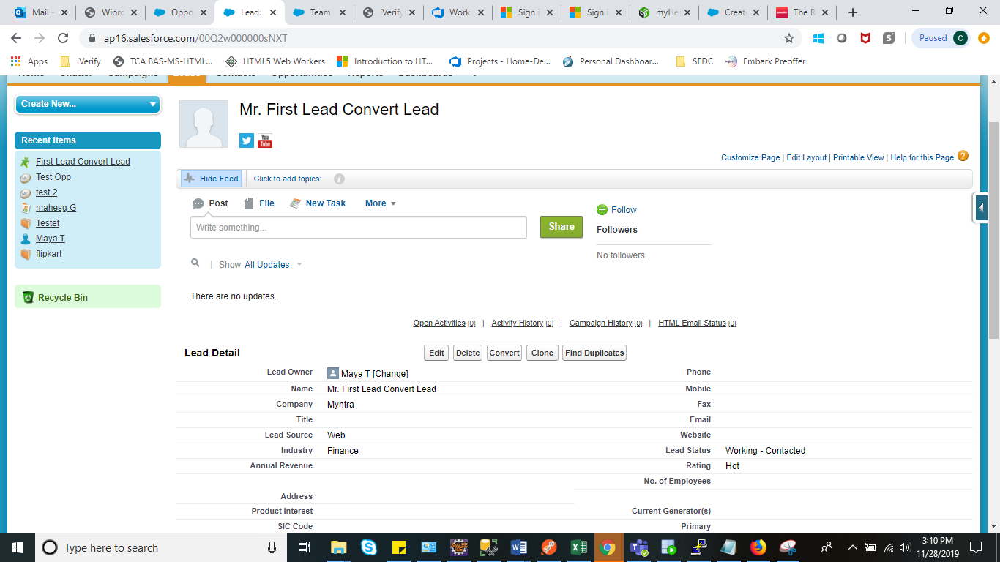 Mail -
Wipro
Oppo
Leads
Team
iVerify
Work
Sign i
Sign i
myHe
Create
The R
ap16.salesforce.com/00Q2w000000sNXT
Paused
C
S
Apps
iVerify
TCA BAS-MS-HTML...
HTML5 Web Workers
Introduction to HT...
Projects - Home-De...
Personal Dashboar...
SFDC
Embark Preoffer
Create New...
Mr. First Lead Convert Lead
You Tube
Recent Items
First Lead Convert Lead
Test Opp
test 2
mahesg G
Testet
Maya T
flipkart
Recycle Bin
Customize Page | Edit Layout | Printable View | Help for this Page ?
Hide Feed
Click to add topics: i
Post
File
New Task
More
Write something...
Share
Follow
Followers
No followers.
Show All Updates
There are no updates.
Open Activities [0] | Activity History [0] | Campaign History [0] | HTML Email Status [0]
Lead Detail
Edit
Delete
Convert
Clone
Find Duplicates
Lead Owner Maya T [Change] Phone
Name Mr. First Lead Convert Lead Mobile
Company Myntra Fax
Title Email
Lead Source Web Website
Industry Finance Lead Status Working - Contacted
Annual Revenue Rating Hot
No. of Employees
Address
Product Interest Current Generator(s)
SIC Code Primary
Type here to search
3:10 PM
11/28/2019